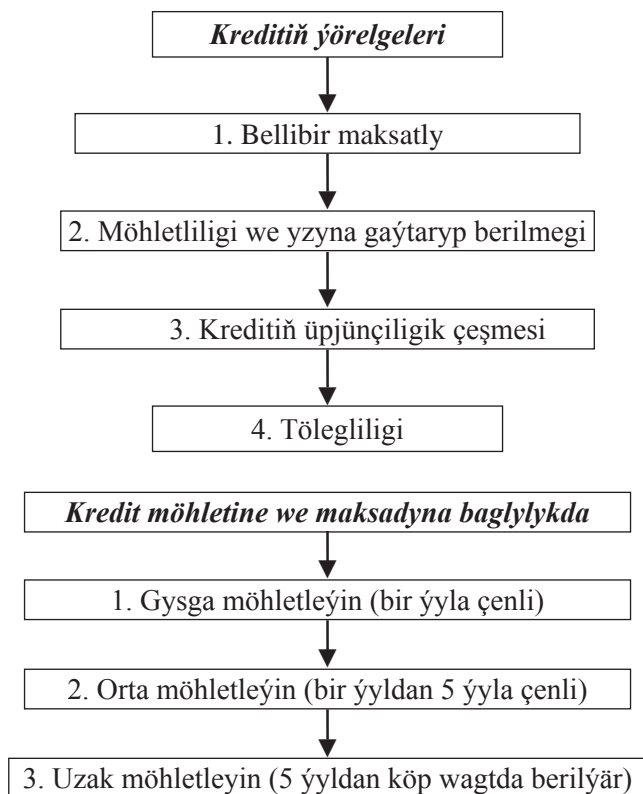 Kreditiň ýörelgeleri
1. Bellibir maksatly
2. Möhletliligi we yzyna gaýtaryp berilmegi
3. Kreditiň üpjünçiligik çeşmesi
4. Tölegliligi
Kredit möhletine we maksadyna baglylykda
1. Gysga möhletleýin (bir ýyla çenli)
2. Orta möhletleýin (bir ýyldan 5 ýyla çenli)
3. Uzak möhletleyin (5 ýyldan köp wagtda berilýär)